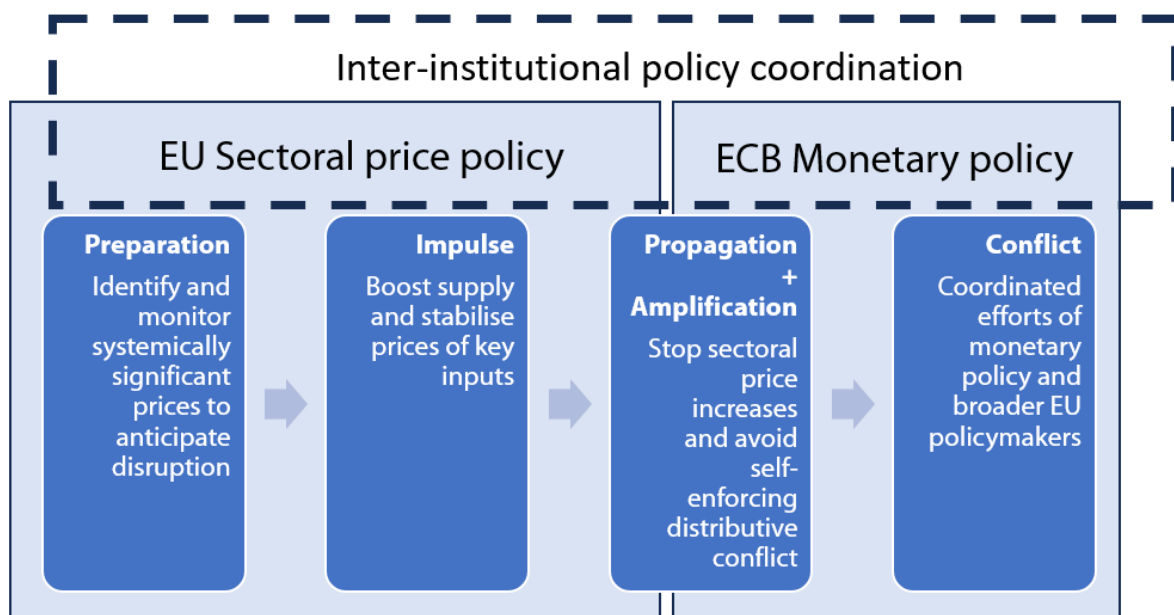 Inter-institutional policy coordination
EU Sectoral price policy
ECB Monetary policy
Preparation
Identify and
monitor
systemically
significant
prices to
anticipate
disruption
Impulse
Boost supply
and stabilise
prices of key
inputs
Propagation
+
Amplification
Stop sectoral
price
increases
and avoid
self-
enforcing
distributive
conflict
Conflict
Coordinated
efforts of
monetary
policy and
broader EU
policymakers